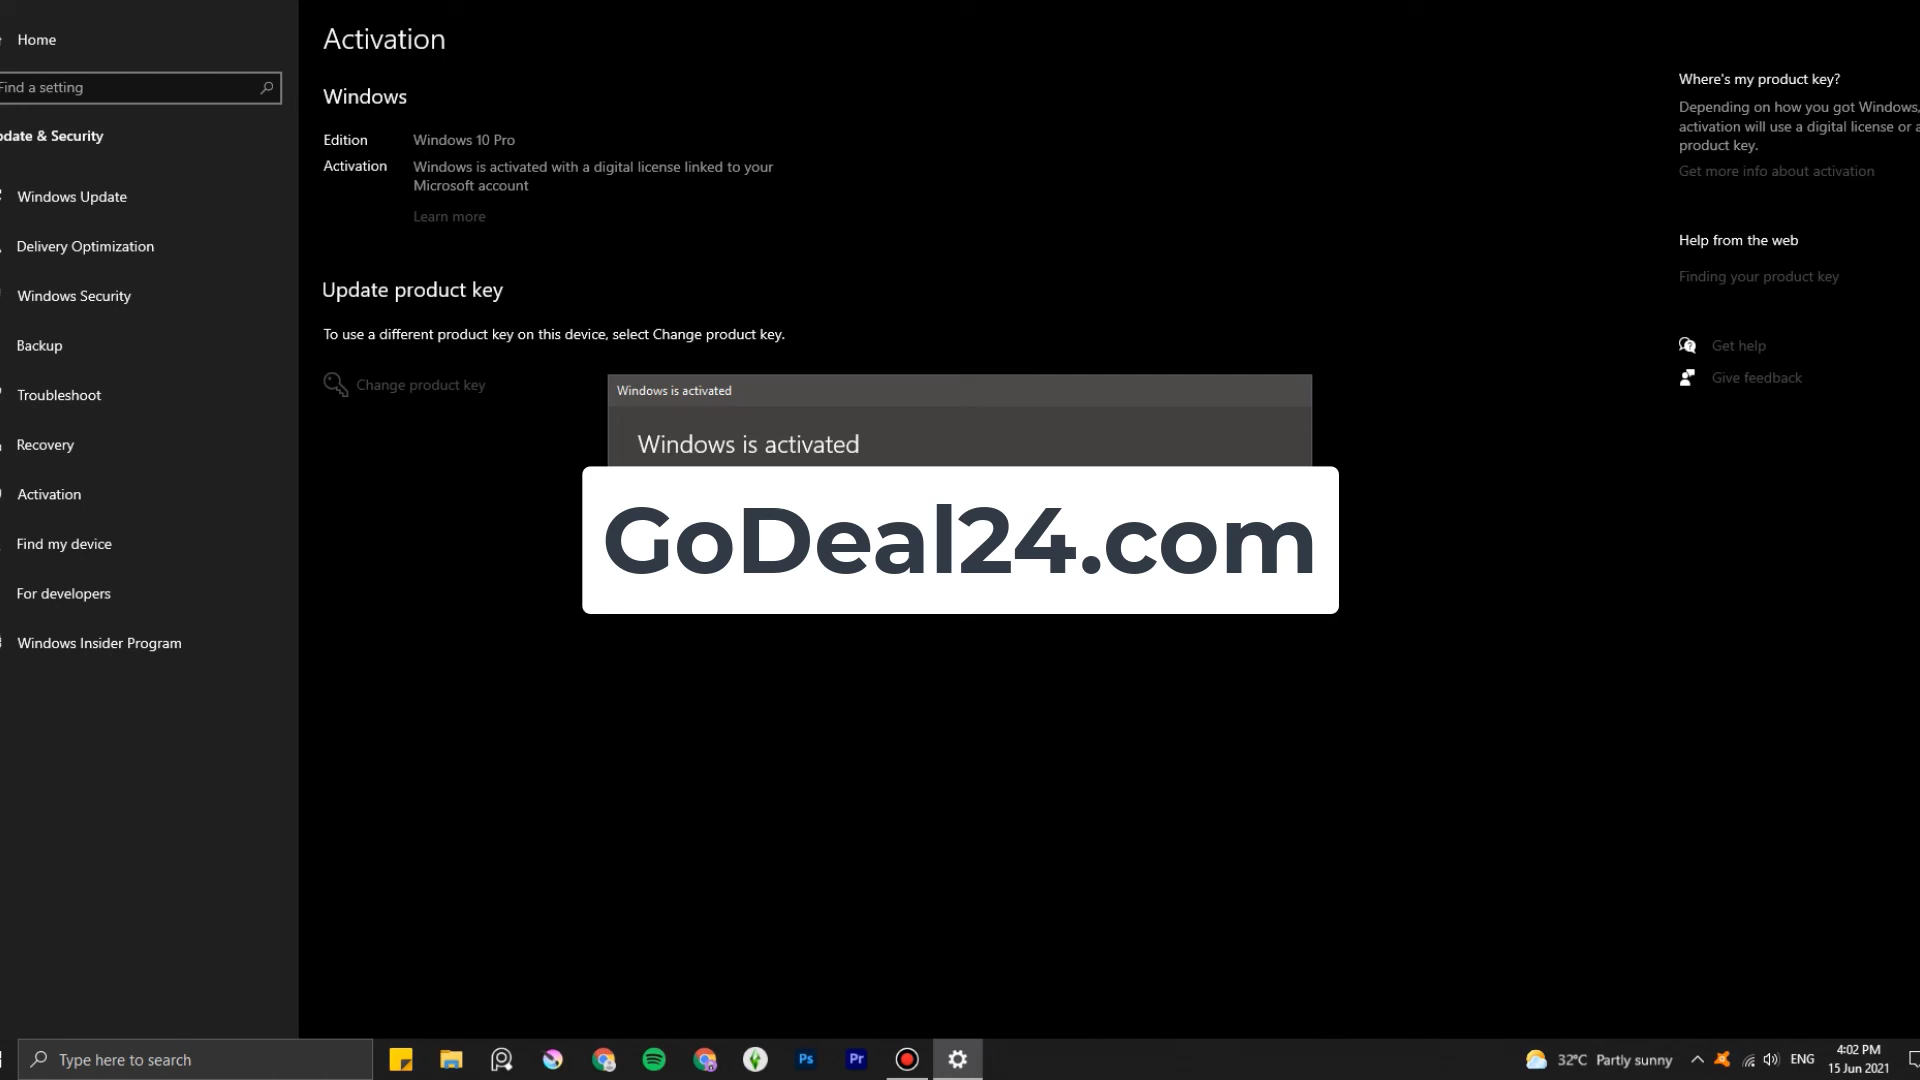 Home
Find a setting
pdate & Security
Windows Update
Delivery Optimization
Windows Security
Backup
Troubleshoot
Recovery
Activation
Find my device
For developers
Windows Insider Program
Activation
Windows
Edition Windows 10 Pro
Activation Windows is activated with a digital license linked to your
Microsoft account
Learn more
Update product key
To use a different product key on this device, select Change product key.
Change product key
Windows is activated
Windows is activated
GoDeal24.com
Where's my product key?
Depending on how you got Windows,
activation will use a digital license or a
product key.
Get more info about activation
Help from the web
Finding your product key
Get help
Give feedback
Type here to search
Ps
Pr
32°C Partly sunny
ENG
4:02 PM
15 Jun 2021